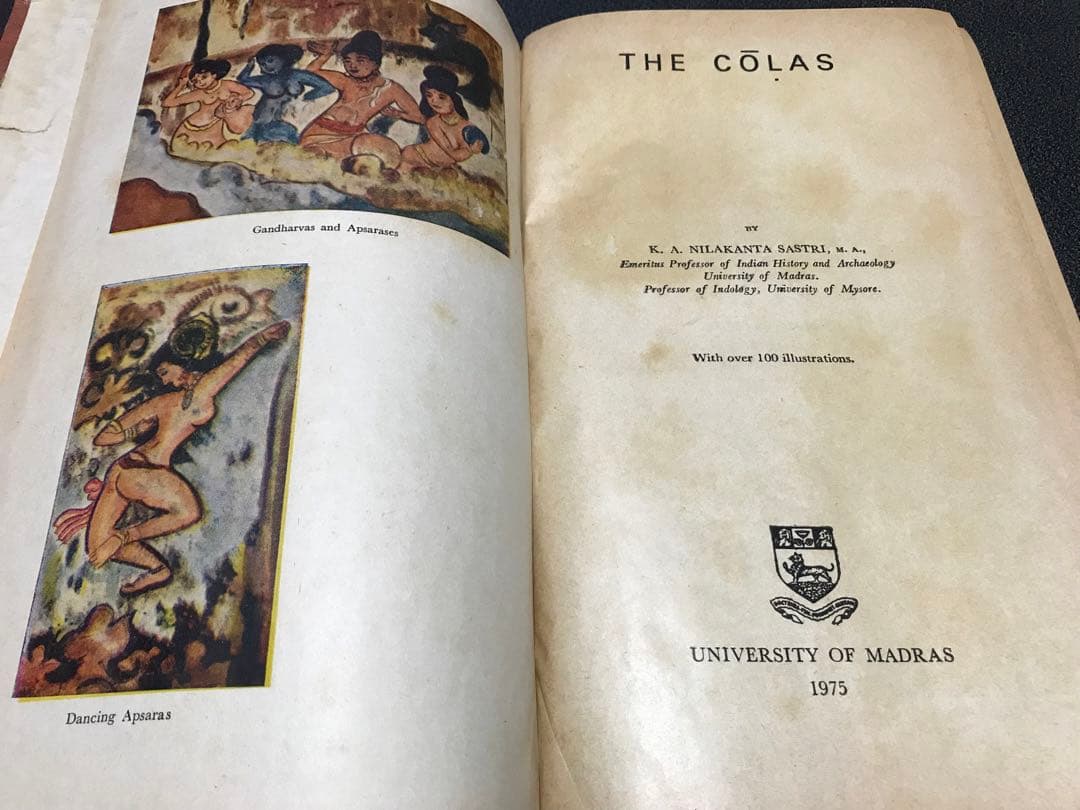 Gandharvas and Apsarases
Dancing Apsaras
THE CŌḶAS
BY
K. A. NILAKANTA SASTRI, M. A.,
Emeritus Professor of Indian History and Archaeology
University of Madras.
Professor of Indology, University of Mysore.
With over 100 illustrations.
UNIVERSITY OF MADRAS
1975